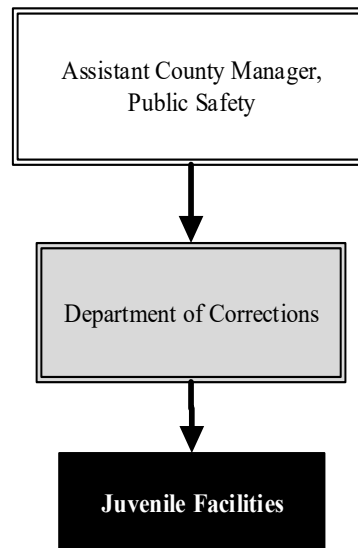 Assistant County Manager,
Public Safety
Department of Corrections
Juvenile Facilities